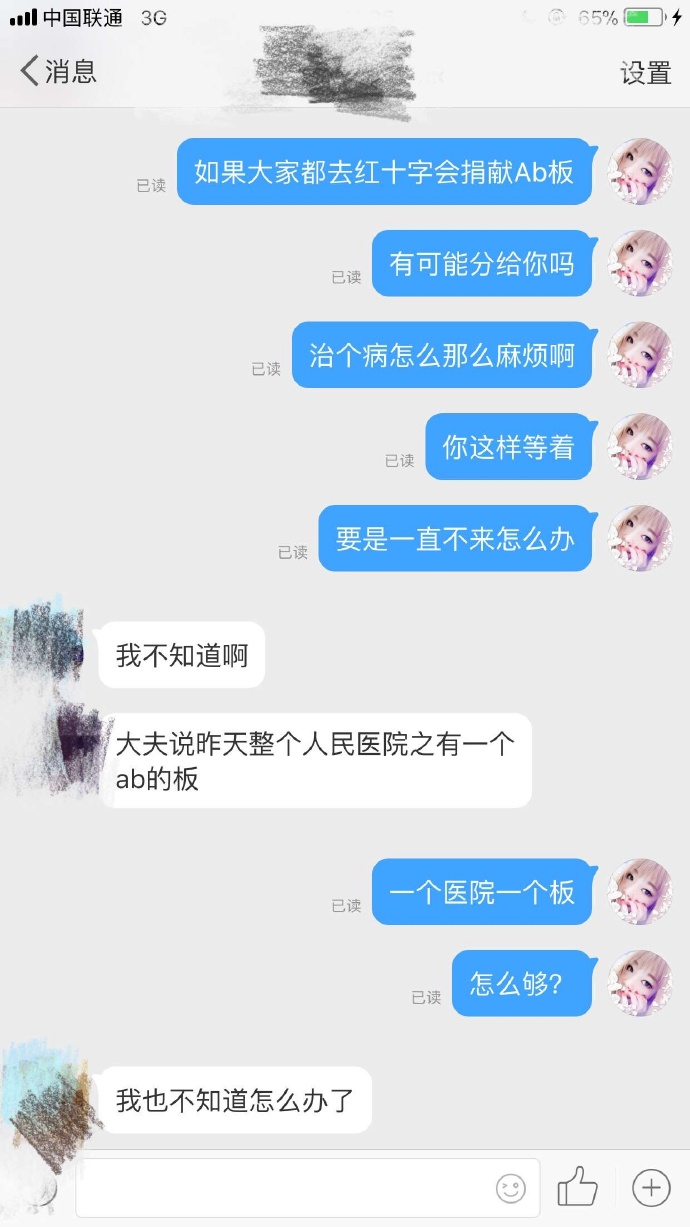 中国联通 3G 65%
消息 设置
如果大家都去红十字会捐献Ab板
已读
有可能分给你吗
已读
治个病怎么那么麻烦啊
已读
你这样等着
已读
要是一直不来怎么办
已读
我不知道啊
大夫说昨天整个人民医院之有一个
ab的板
一个医院一个板
已读
怎么够?
已读
我也不知道怎么办了